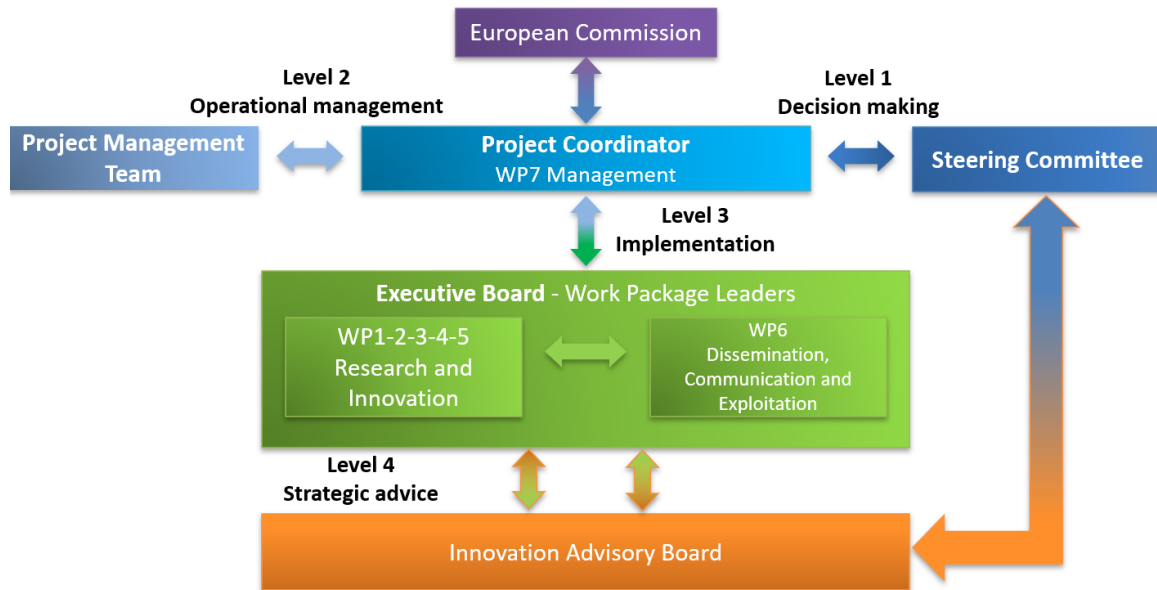 European Commission
Level 2
Operational management
Level 1
Decision making
Project Management
Team
Project Coordinator
WP7 Management
Steering Committee
Level 3
Implementation
Executive Board - Work Package Leaders
WP1-2-3-4-5
Research and
Innovation
WP6
Dissemination,
Communication and
Exploitation
Level 4
Strategic advice
Innovation Advisory Board